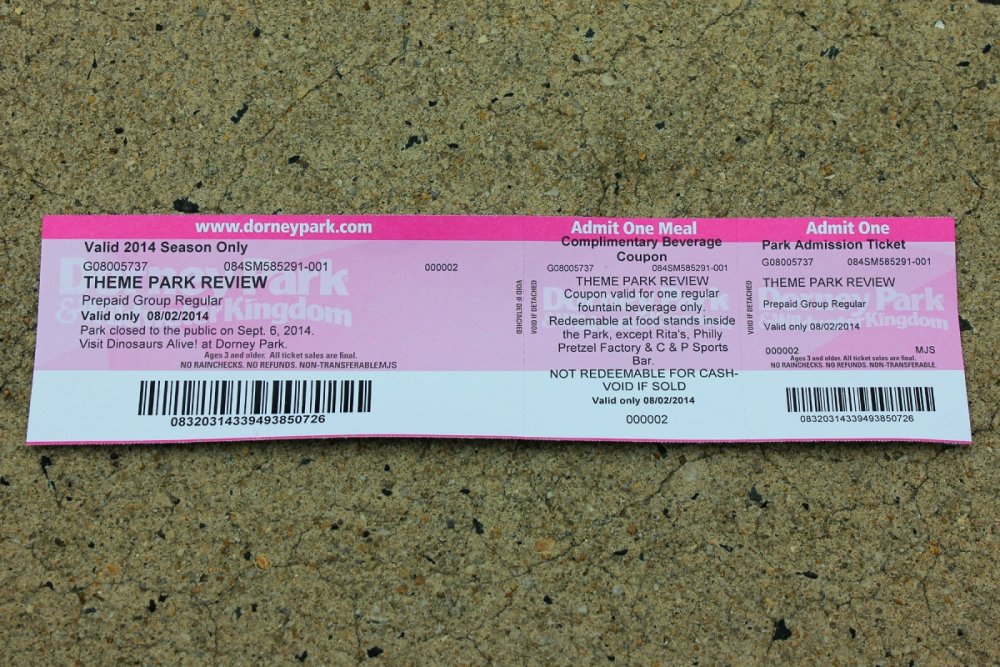 www.dorneypark.com
Valid 2014 Season Only
G08005737 084SM585291-001 000002
THEME PARK REVIEW
Prepaid Group Regular
Valid only 08/02/2014
Park closed to the public on Sept. 6, 2014.
Visit Dinosaurs Alive! at Dorney Park.
Ages 3 and older. All ticket sales are final.
NO RAINCHECKS. NO REFUNDS. NON-TRANSFERABLEMJS
08320314339493850726
Dorney Park
& Kingdom
VOID IF DETACHED
VOID IF DETACHED
Admit One Meal
Complimentary Beverage
Coupon
G08005737 084SM585291-001
THEME PARK REVIEW
Coupon valid for one regular
fountain beverage only.
Redeemable at food stands inside
the Park, except Rita's, Philly
Pretzel Factory & C & P Sports
Bar.
NOT REDEEMABLE FOR CASH-
VOID IF SOLD
Valid only 08/02/2014
000002
VOID IF DETACHED
Admit One
Park Admission Ticket
G08005737 084SM585291-001
THEME PARK REVIEW
Prepaid Group Regular
Valid only 08/02/2014
000002 MJS
Ages 3 and older. All ticket sales are final.
NO RAINCHECKS. NO REFUNDS. NON-TRANSFERABLE.
08320314339493850726